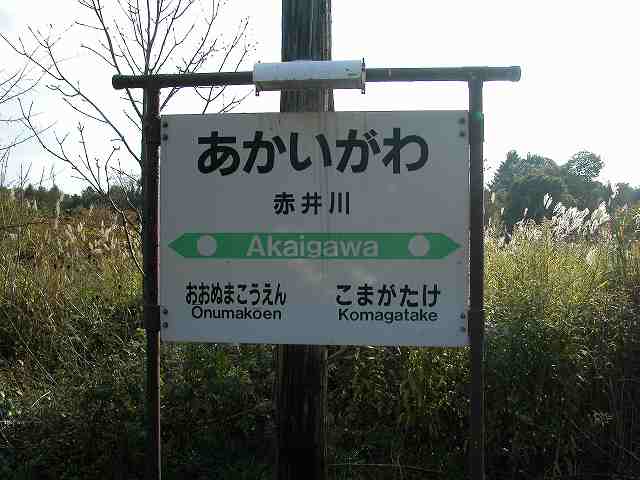 あかいがわ
赤井川
Akaigawa
おおぬまこうえん
Onumakoen
こまがたけ
Komagatake